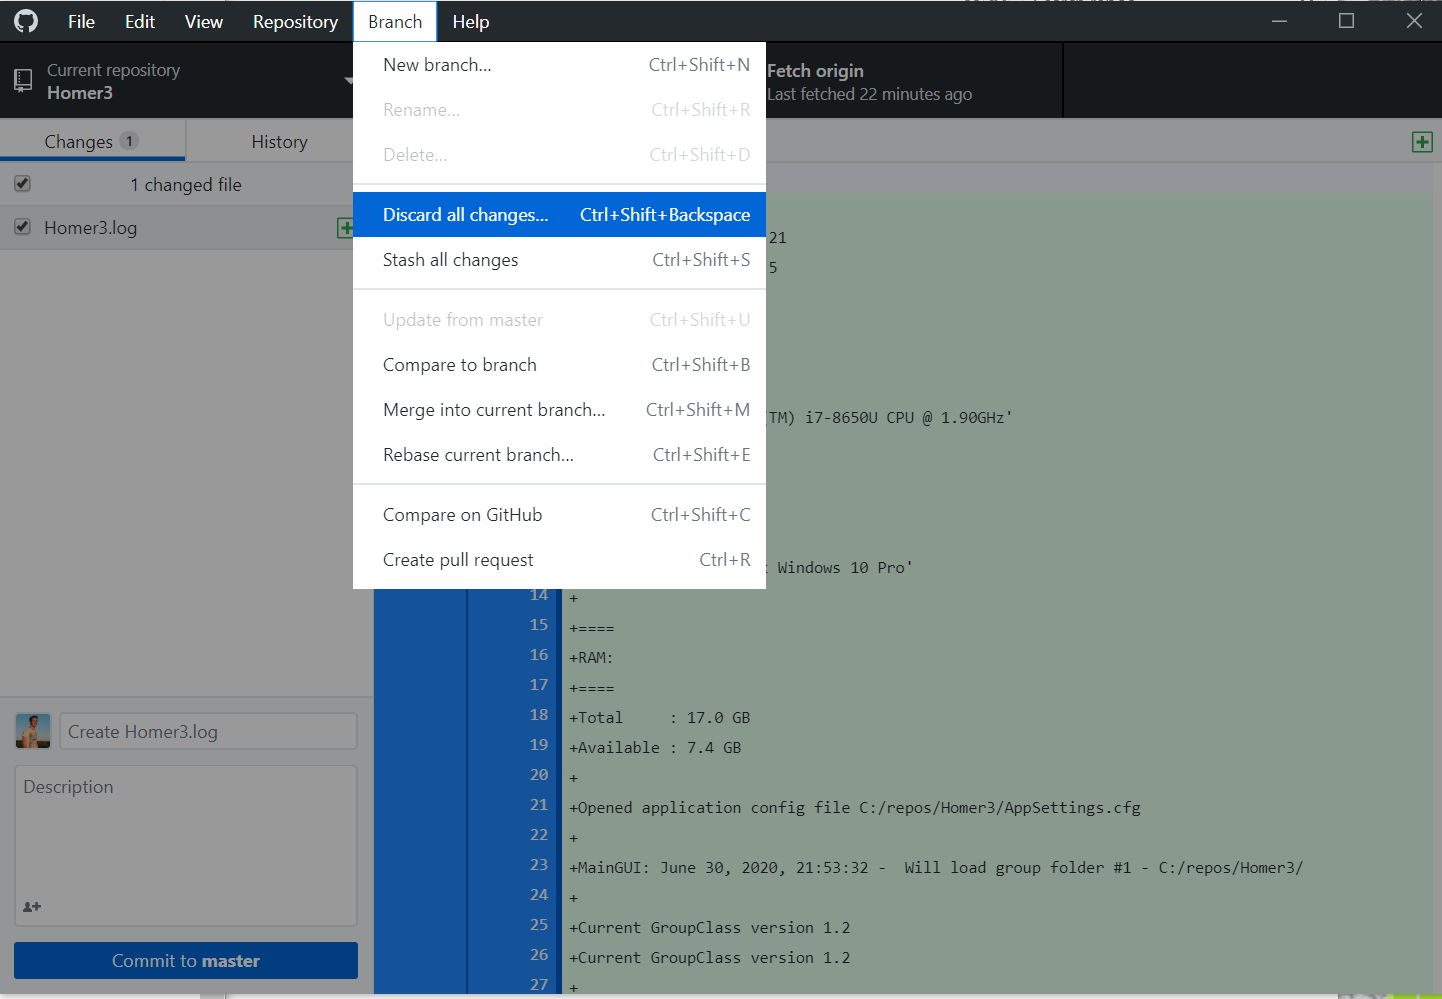 File Edit View Repository Branch Help
Current repository
Homer3
Fetch origin
Last fetched 22 minutes ago
Changes 1 History
1 changed file
Homer3.log
New branch... Ctrl+Shift+N
Rename... Ctrl+Shift+R
Delete... Ctrl+Shift+D
Discard all changes... Ctrl+Shift+Backspace
Stash all changes Ctrl+Shift+S
Update from master Ctrl+Shift+U
Compare to branch Ctrl+Shift+B
Merge into current branch... Ctrl+Shift+M
Rebase current branch... Ctrl+Shift+E
Compare on GitHub Ctrl+Shift+C
Create pull request Ctrl+R
21
5
(TM) i7-8650U CPU @ 1.90GHz'
Windows 10 Pro'
14 +
15 +====
16 +RAM:
17 +====
18 +Total     : 17.0 GB
19 +Available : 7.4 GB
20 +
21 +Opened application config file C:/repos/Homer3/AppSettings.cfg
22 +
23 +MainGUI: June 30, 2020, 21:53:32 -  Will load group folder #1 - C:/repos/Homer3/
24 +
25 +Current GroupClass version 1.2
26 +Current GroupClass version 1.2
27 +
Create Homer3.log
Description
Commit to master